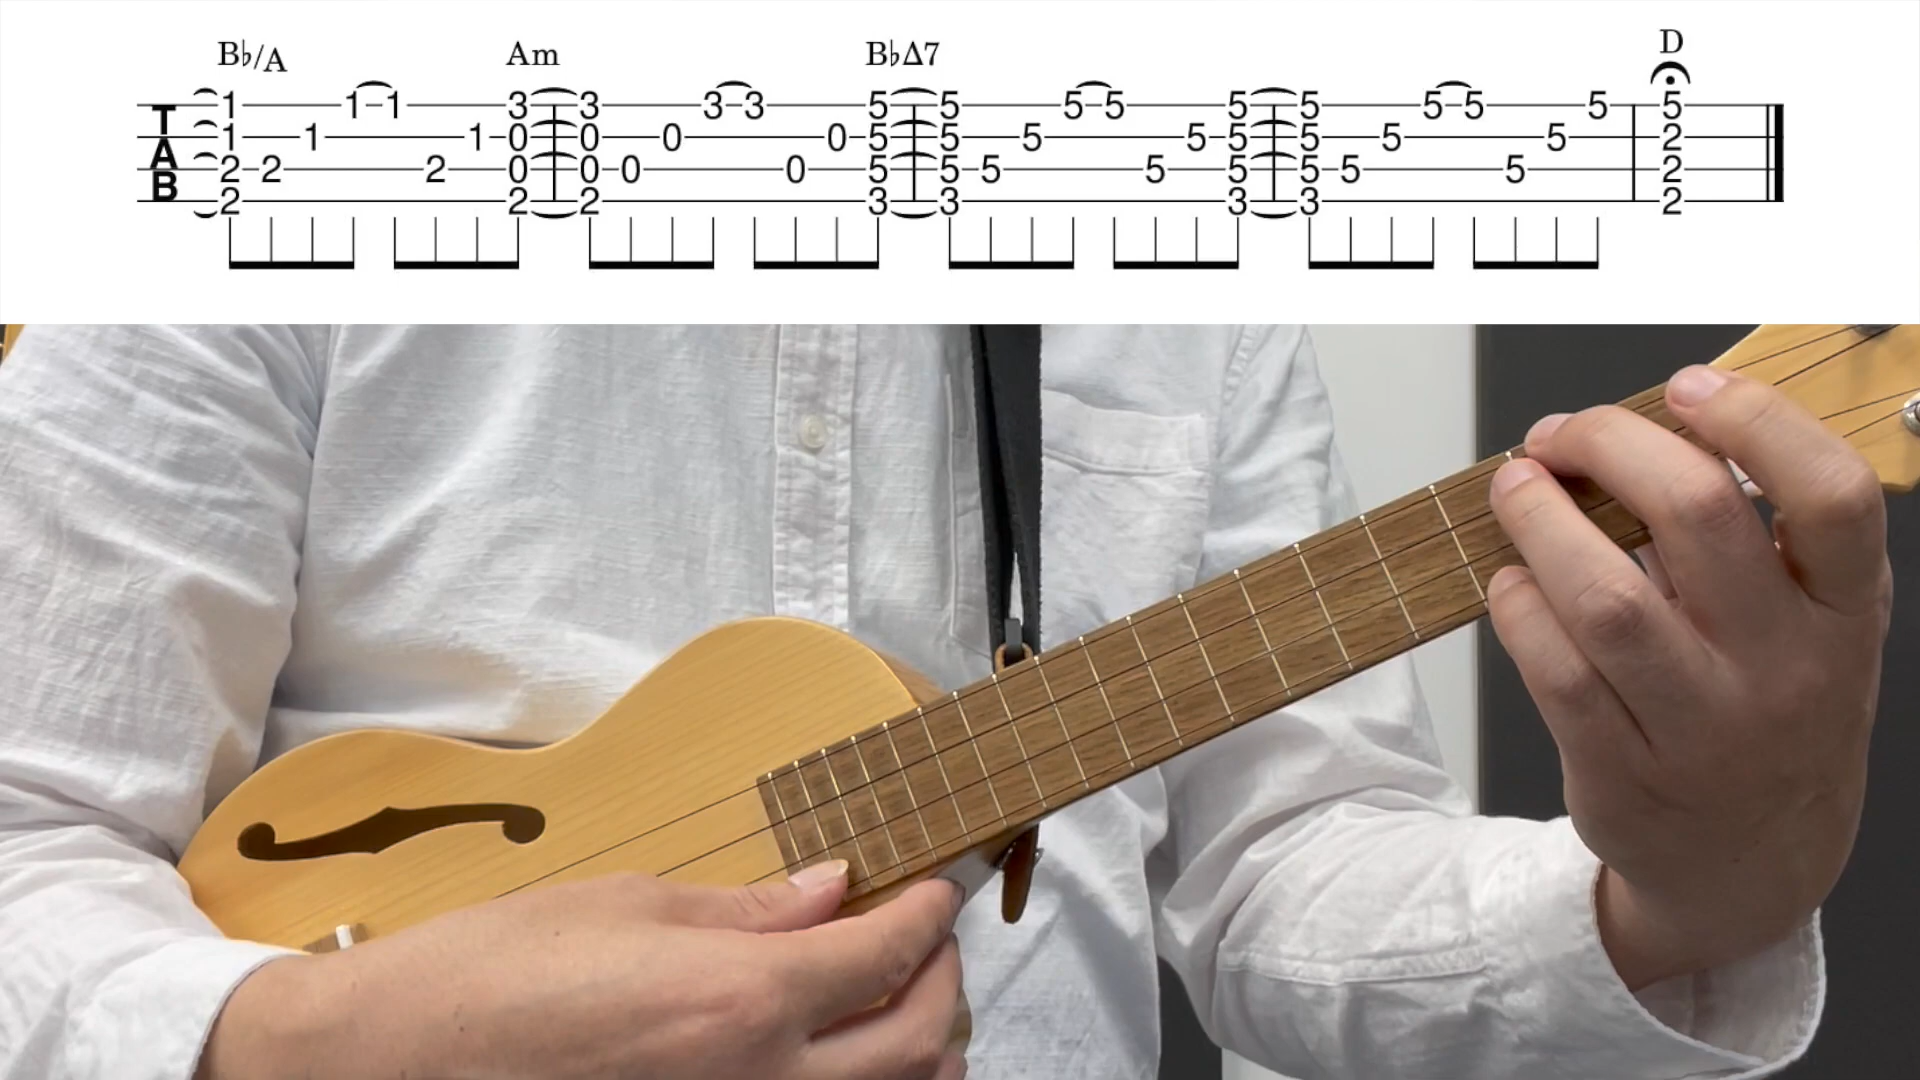 B♭/A Am B♭Δ7 D
T 1 1 1 3 3 3 3 5 5 5 5 5 5 5 5 5 5 5
A 1 1 1 0 0 0 0 5 5 5 5 5 5 5 5 2
B 2 2 2 0 0 0 0 5 5 5 5 5 5 5 5 2
2 2 2 3 3 3 3 2